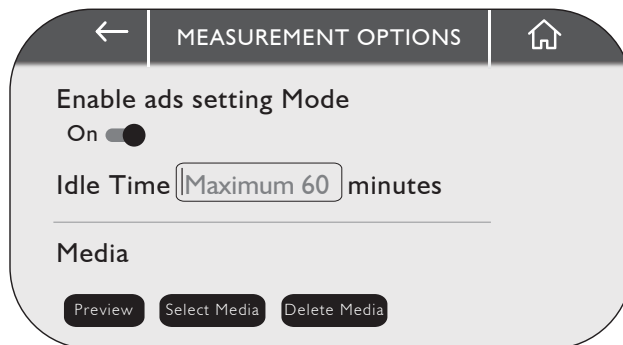 MEASUREMENT OPTIONS
Enable ads setting Mode
On
Idle Time Maximum 60 minutes
Media
Preview Select Media Delete Media